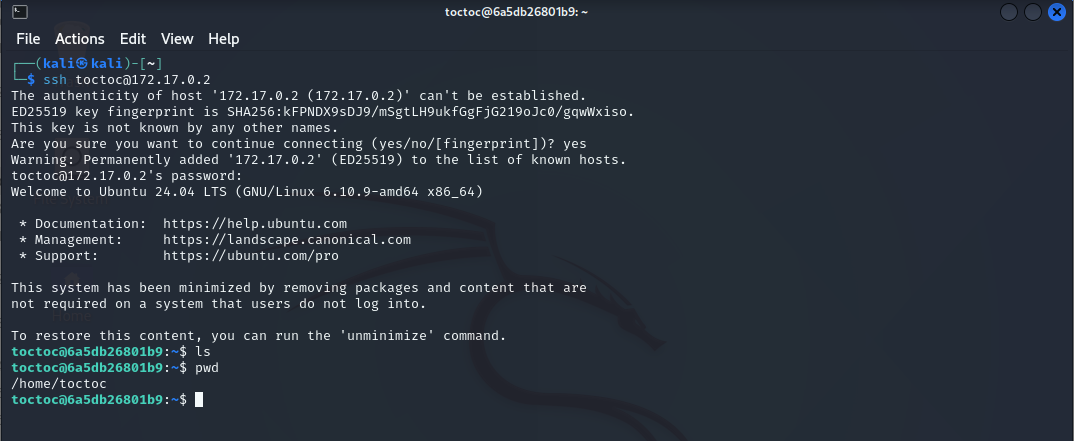 toctoc@6a5db26801b9: ~
File Actions Edit View Help
┌──(kali㉿kali)-[~]
└─$ ssh toctoc@172.17.0.2
The authenticity of host '172.17.0.2 (172.17.0.2)' can't be established.
ED25519 key fingerprint is SHA256:kFPNDX9sDJ9/mSgtLH9ukfGgFjG219oJc0/gqwWxiso.
This key is not known by any other names.
Are you sure you want to continue connecting (yes/no/[fingerprint])? yes
Warning: Permanently added '172.17.0.2' (ED25519) to the list of known hosts.
toctoc@172.17.0.2's password:
Welcome to Ubuntu 24.04 LTS (GNU/Linux 6.10.9-amd64 x86_64)
* Documentation:  https://help.ubuntu.com
* Management:     https://landscape.canonical.com
* Support:        https://ubuntu.com/pro
This system has been minimized by removing packages and content that are
not required on a system that users do not log into.
To restore this content, you can run the 'unminimize' command.
toctoc@6a5db26801b9:~$ ls
toctoc@6a5db26801b9:~$ pwd
/home/toctoc
toctoc@6a5db26801b9:~$